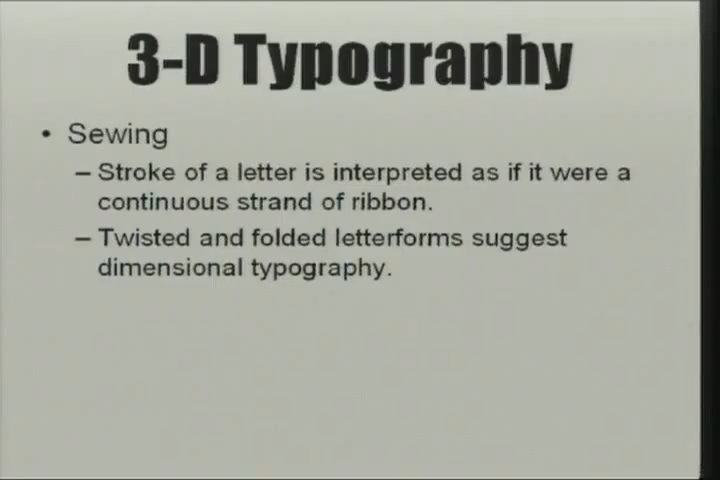 3-D Typography
• Sewing
– Stroke of a letter is interpreted as if it were a
continuous strand of ribbon.
– Twisted and folded letterforms suggest
dimensional typography.